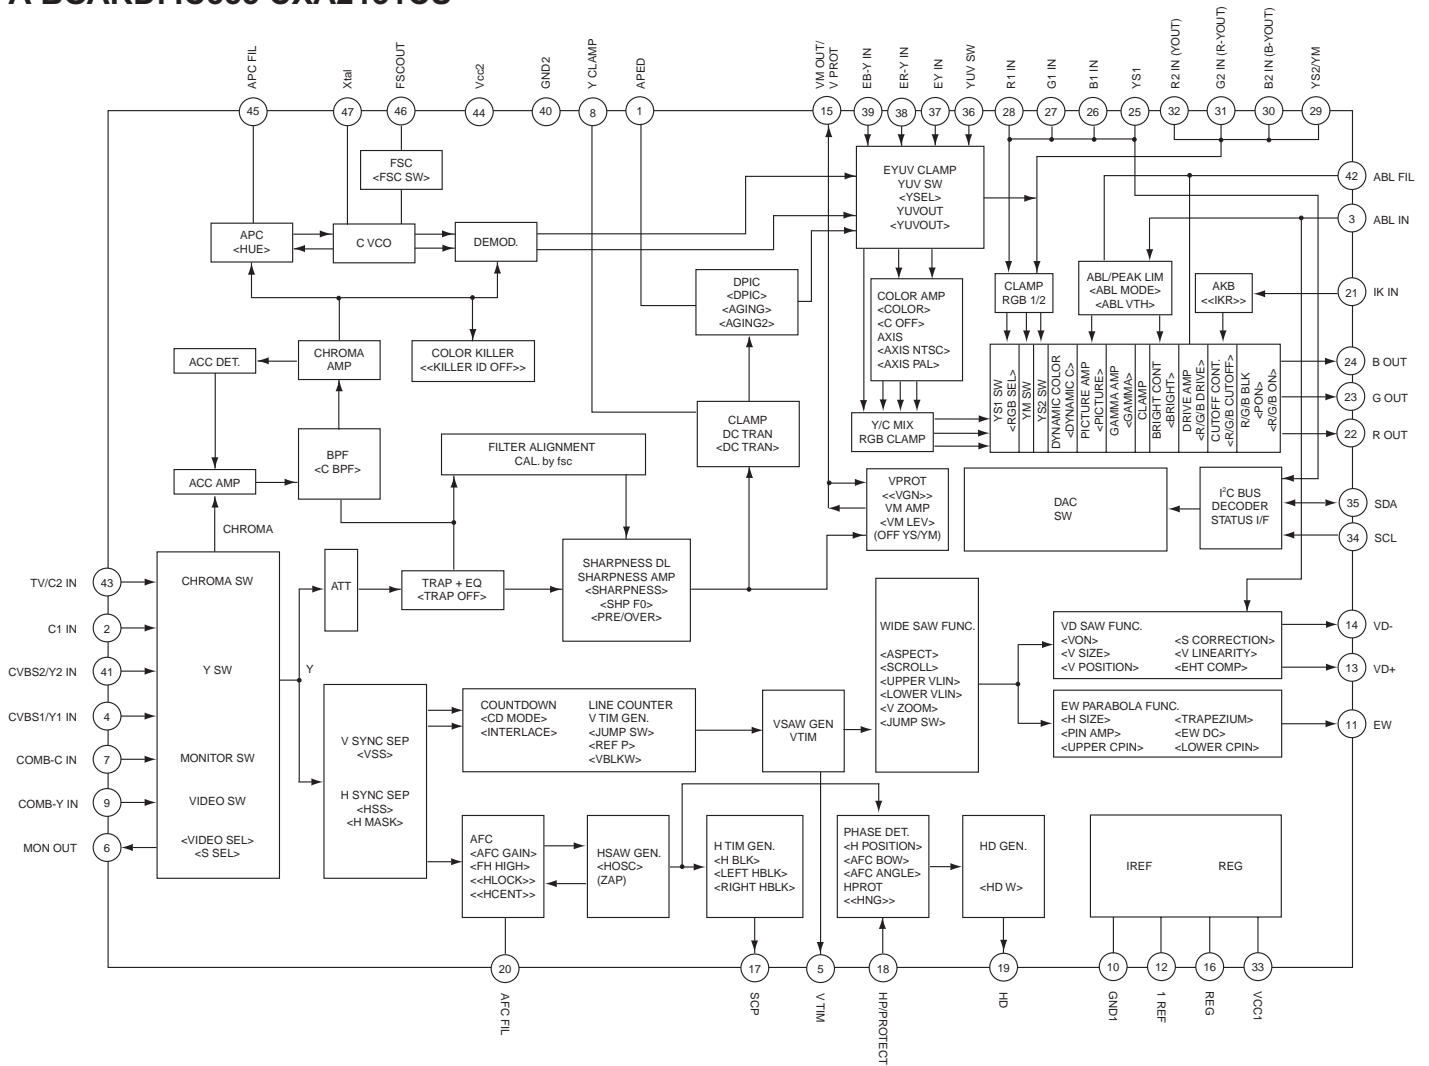 APC FIL
Xtal
FSCOUT
Vcc2
GND2
Y CLAMP
APED
VM OUT/
V PROT
EB-Y IN
ER-Y IN
EY IN
YUV SW
R1 IN
G1 IN
B1 IN
YS1
R2 IN (YOUT)
G2 IN (R-YOUT)
B2 IN (B-YOUT)
YS2/YM
45
47
46
44
40
8
1
15
39
38
37
36
28
27
26
25
32
31
30
29
FSC
<FSC SW>
EYUV CLAMP
YUV SW
<YSEL>
YUVOUT
<YUVOUT>
42
ABL FIL
3
ABL IN
APC
<HUE>
C VCO
DEMOD.
DPIC
<DPIC>
<AGING>
<AGING2>
COLOR AMP
<COLOR>
<C OFF>
AXIS
<AXIS NTSC>
<AXIS PAL>
CLAMP
RGB 1/2
ABL/PEAK LIM
<ABL MODE>
<ABL VTH>
AKB
<<IKR>>
21
IK IN
ACC DET.
CHROMA
AMP
COLOR KILLER
<<KILLER ID OFF>>
YS1 SW
<RGB SEL>
YM SW
YS2 SW
DYNAMIC COLOR
<DYNAMIC C>
PICTURE AMP
<PICTURE>
GAMMA AMP
<GAMMA>
CLAMP
BRIGHT CONT
<BRIGHT>
DRIVE AMP
<R/G/B DRIVE>
CUTOFF CONT.
<R/G/B CUTOFF>
R/G/B BLK
<PON>
<R/G/B ON>
24
B OUT
23
G OUT
22
R OUT
CLAMP
DC TRAN
<DC TRAN>
Y/C MIX
RGB CLAMP
BPF
<C BPF>
FILTER ALIGNMENT
CAL. by fsc
ACC AMP
VPROT
<<VGN>>
VM AMP
<VM LEV>
(OFF YS/YM)
DAC
SW
I²C BUS
DECODER
STATUS I/F
35
SDA
34
SCL
CHROMA
TV/C2 IN
43
CHROMA SW
ATT
TRAP + EQ
<TRAP OFF>
SHARPNESS DL
SHARPNESS AMP
<SHARPNESS>
<SHP F0>
<PRE/OVER>
C1 IN
2
CVBS2/Y2 IN
41
Y SW
Y
CVBS1/Y1 IN
4
COMB-C IN
7
MONITOR SW
COMB-Y IN
9
VIDEO SW
MON OUT
6
<VIDEO SEL>
<S SEL>
WIDE SAW FUNC.
<ASPECT>
<SCROLL>
<UPPER VLIN>
<LOWER VLIN>
<V ZOOM>
<JUMP SW>
VD SAW FUNC.
<VON>
<V SIZE>
<V POSITION>
<S CORRECTION>
<V LINEARITY>
<EHT COMP>
14
VD-
13
VD+
EW PARABOLA FUNC.
<H SIZE>
<PIN AMP>
<UPPER CPIN>
<TRAPEZIUM>
<EW DC>
<LOWER CPIN>
11
EW
V SYNC SEP
<VSS>
H SYNC SEP
<HSS>
<H MASK>
COUNTDOWN
<CD MODE>
<INTERLACE>
LINE COUNTER
V TIM GEN.
<JUMP SW>
<REF P>
<VBLKW>
VSAW GEN
VTIM
AFC
<AFC GAIN>
<FH HIGH>
<<HLOCK>>
<<HCENT>>
HSAW GEN.
<HOSC>
(ZAP)
H TIM GEN.
<H BLK>
<LEFT HBLK>
<RIGHT HBLK>
PHASE DET.
<H POSITION>
<AFC BOW>
<AFC ANGLE>
HPROT
<<HNG>>
HD GEN.
<HD W>
IREF
REG
20
17
5
18
19
10
12
16
33
AFC FIL
SCP
V TIM
HP/PROTECT
HD
GND1
1 REF
REG
VCC1